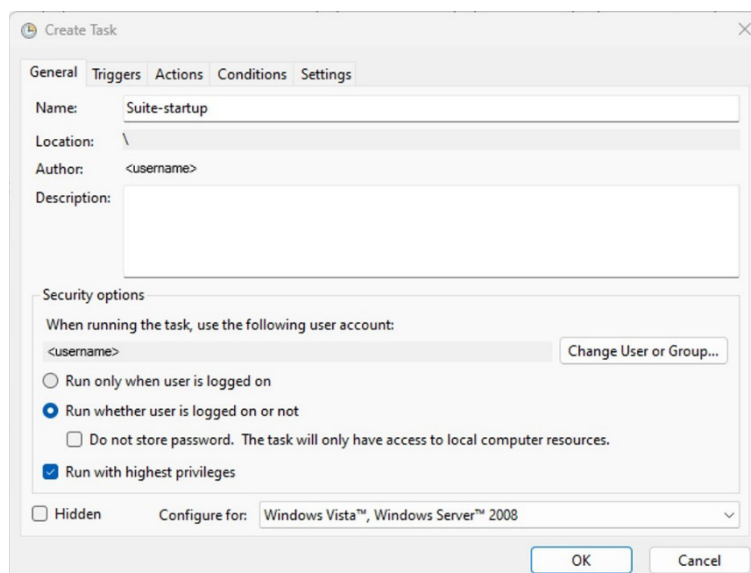 Create Task
General Triggers Actions Conditions Settings
Name: Suite-startup
Location: \
Author: <username>
Description:
Security options
When running the task, use the following user account:
<username> Change User or Group...
Run only when user is logged on
Run whether user is logged on or not
Do not store password. The task will only have access to local computer resources.
Run with highest privileges
Hidden Configure for: Windows Vista™, Windows Server™ 2008
OK Cancel